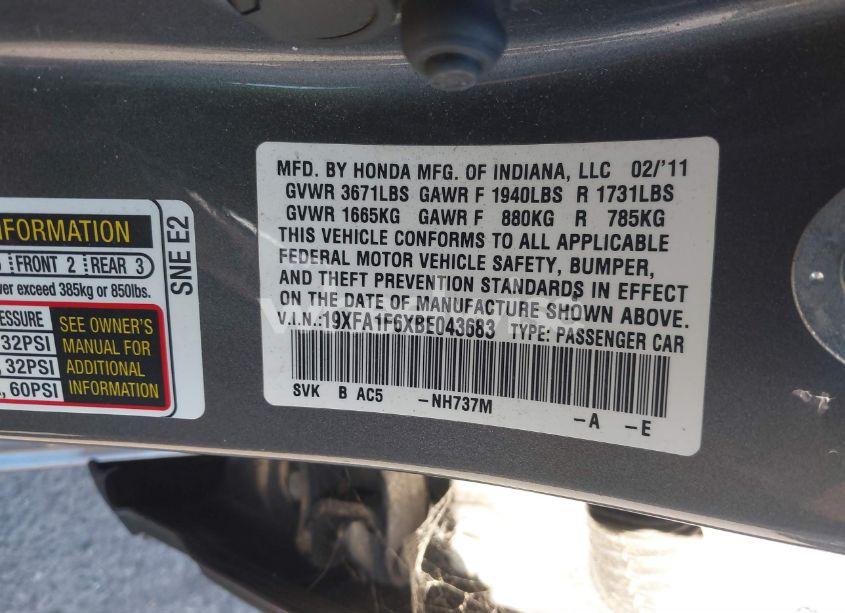 NFORMATION
FRONT 2 REAR 3
wer exceed 385kg or 850lbs.
ESSURE
32PSI
, 32PSI
, 60PSI
SEE OWNER'S
MANUAL FOR
ADDITIONAL
INFORMATION
SNE E2
MFD. BY HONDA MFG. OF INDIANA, LLC 02/'11
GVWR 3671LBS GAWR F 1940LBS R 1731LBS
GVWR 1665KG GAWR F 880KG R 785KG
THIS VEHICLE CONFORMS TO ALL APPLICABLE
FEDERAL MOTOR VEHICLE SAFETY, BUMPER,
AND THEFT PREVENTION STANDARDS IN EFFECT
ON THE DATE OF MANUFACTURE SHOWN ABOVE.
V.I.N.:19XFA1F6XBE043683 TYPE: PASSENGER CAR
SVK B AC5 -NH737M -A -E